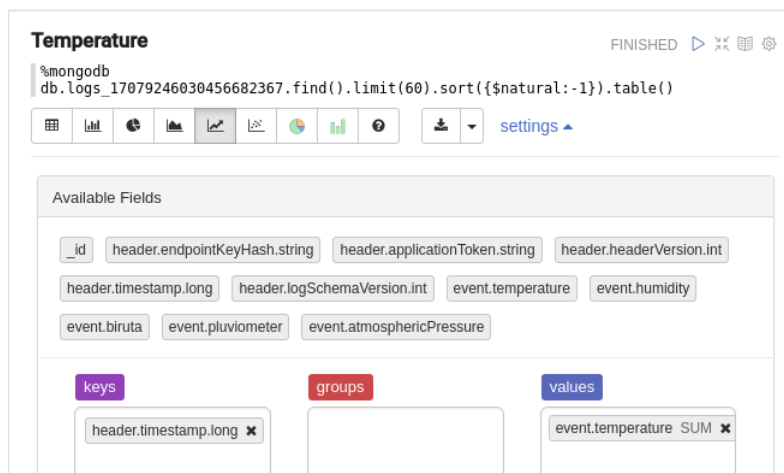 Temperature
FINISHED
%mongodb
db.logs_17079246030456682367.find().limit(60).sort({$natural:-1}).table()
settings
Available Fields
_id header.endpointKeyHash.string header.applicationToken.string header.headerVersion.int
header.timestamp.long header.logSchemaVersion.int event.temperature event.humidity
event.biruta event.pluviometer event.atmosphericPressure
keys groups values
header.timestamp.long ✖ event.temperature SUM ✖